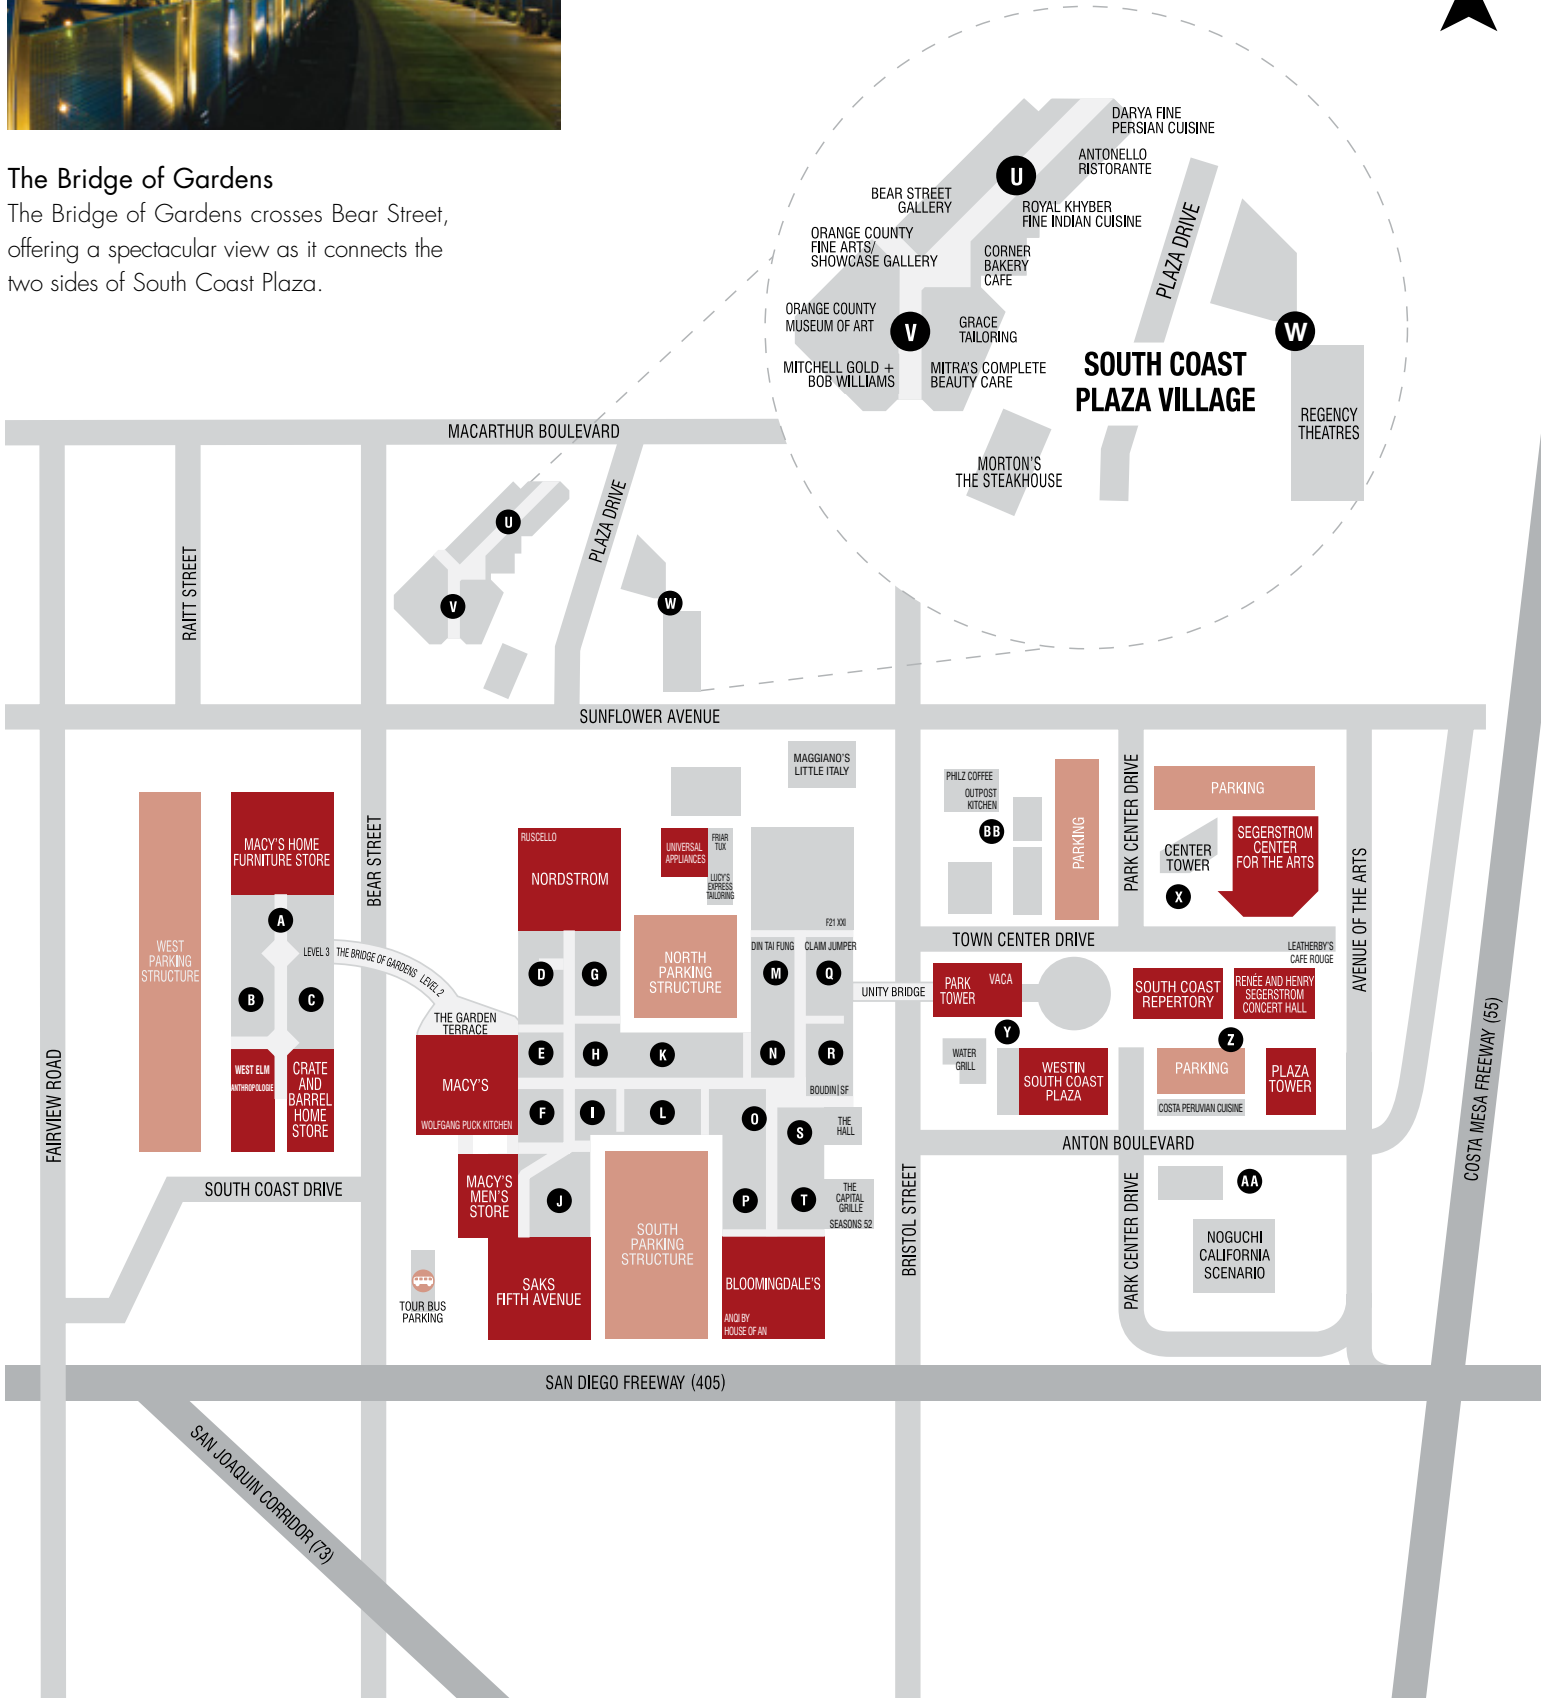 The Bridge of Gardens
The Bridge of Gardens crosses Bear Street,
offering a spectacular view as it connects the
two sides of South Coast Plaza.
DARYA FINE
PERSIAN CUISINE
ANTONELLO
RISTORANTE
U
BEAR STREET
GALLERY
ROYAL KHYBER
FINE INDIAN CUISINE
ORANGE COUNTY
FINE ARTS/
SHOWCASE GALLERY
CORNER
BAKERY
CAFE
PLAZA DRIVE
ORANGE COUNTY
MUSEUM OF ART
V
GRACE
TAILORING
W
MITCHELL GOLD +
BOB WILLIAMS
MITRA'S COMPLETE
BEAUTY CARE
SOUTH COAST
PLAZA VILLAGE
REGENCY
THEATRES
MORTON'S
THE STEAKHOUSE
MACARTHUR BOULEVARD
RAITT STREET
U
V
PLAZA DRIVE
W
SUNFLOWER AVENUE
MAGGIANO'S
LITTLE ITALY
PHILZ COFFEE
OUTPOST
KITCHEN
BB
PARKING
PARK CENTER DRIVE
PARKING
CENTER
TOWER
X
SEGERSTROM
CENTER
FOR THE ARTS
AVENUE OF THE ARTS
MACY'S HOME
FURNITURE STORE
BEAR STREET
RUSCELLO
NORDSTROM
UNIVERSAL
APPLIANCES
FRIAR
TUX
LUCY'S
EXPRESS
TAILORING
F21 XXI
A
WEST
PARKING
STRUCTURE
LEVEL 3
THE BRIDGE OF GARDENS
LEVEL 2
B
C
D
G
NORTH
PARKING
STRUCTURE
DIN TAI FUNG
CLAIM JUMPER
M
Q
TOWN CENTER DRIVE
LEATHERBY'S
CAFE ROUGE
UNITY BRIDGE
PARK
TOWER
VACA
SOUTH COAST
REPERTORY
RENÉE AND HENRY
SEGERSTROM
CONCERT HALL
THE GARDEN
TERRACE
E
H
K
N
R
Y
Z
WATER
GRILL
WESTIN
SOUTH COAST
PLAZA
PARKING
PLAZA
TOWER
COSTA PERUVIAN CUISINE
FAIRVIEW ROAD
WEST ELM
ANTHROPOLOGIE
CRATE
AND
BARREL
HOME
STORE
MACY'S
WOLFGANG PUCK KITCHEN
BOUDIN|SF
F
I
L
O
S
THE
HALL
ANTON BOULEVARD
COSTA MESA FREEWAY (55)
SOUTH COAST DRIVE
MACY'S
MEN'S
STORE
J
P
T
THE
CAPITAL
GRILLE
SEASONS 52
BRISTOL STREET
PARK CENTER DRIVE
AA
NOGUCHI
CALIFORNIA
SCENARIO
SOUTH
PARKING
STRUCTURE
TOUR BUS
PARKING
SAKS
FIFTH AVENUE
BLOOMINGDALE'S
ANQI BY
HOUSE OF AN
SAN DIEGO FREEWAY (405)
SAN JOAQUIN CORRIDOR (73)